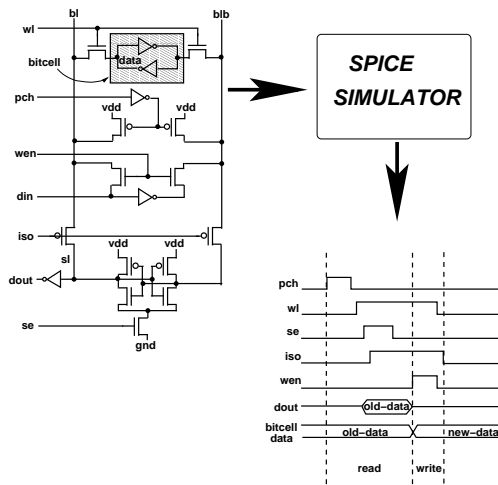 bl
blb
wl
data
bitcell
pch
vdd
vdd
wen
din
iso
sl
vdd
vdd
dout
se
gnd
SPICE
SIMULATOR
pch
wl
se
iso
wen
dout
old-data
bitcell
data
old-data
new-data
read
write